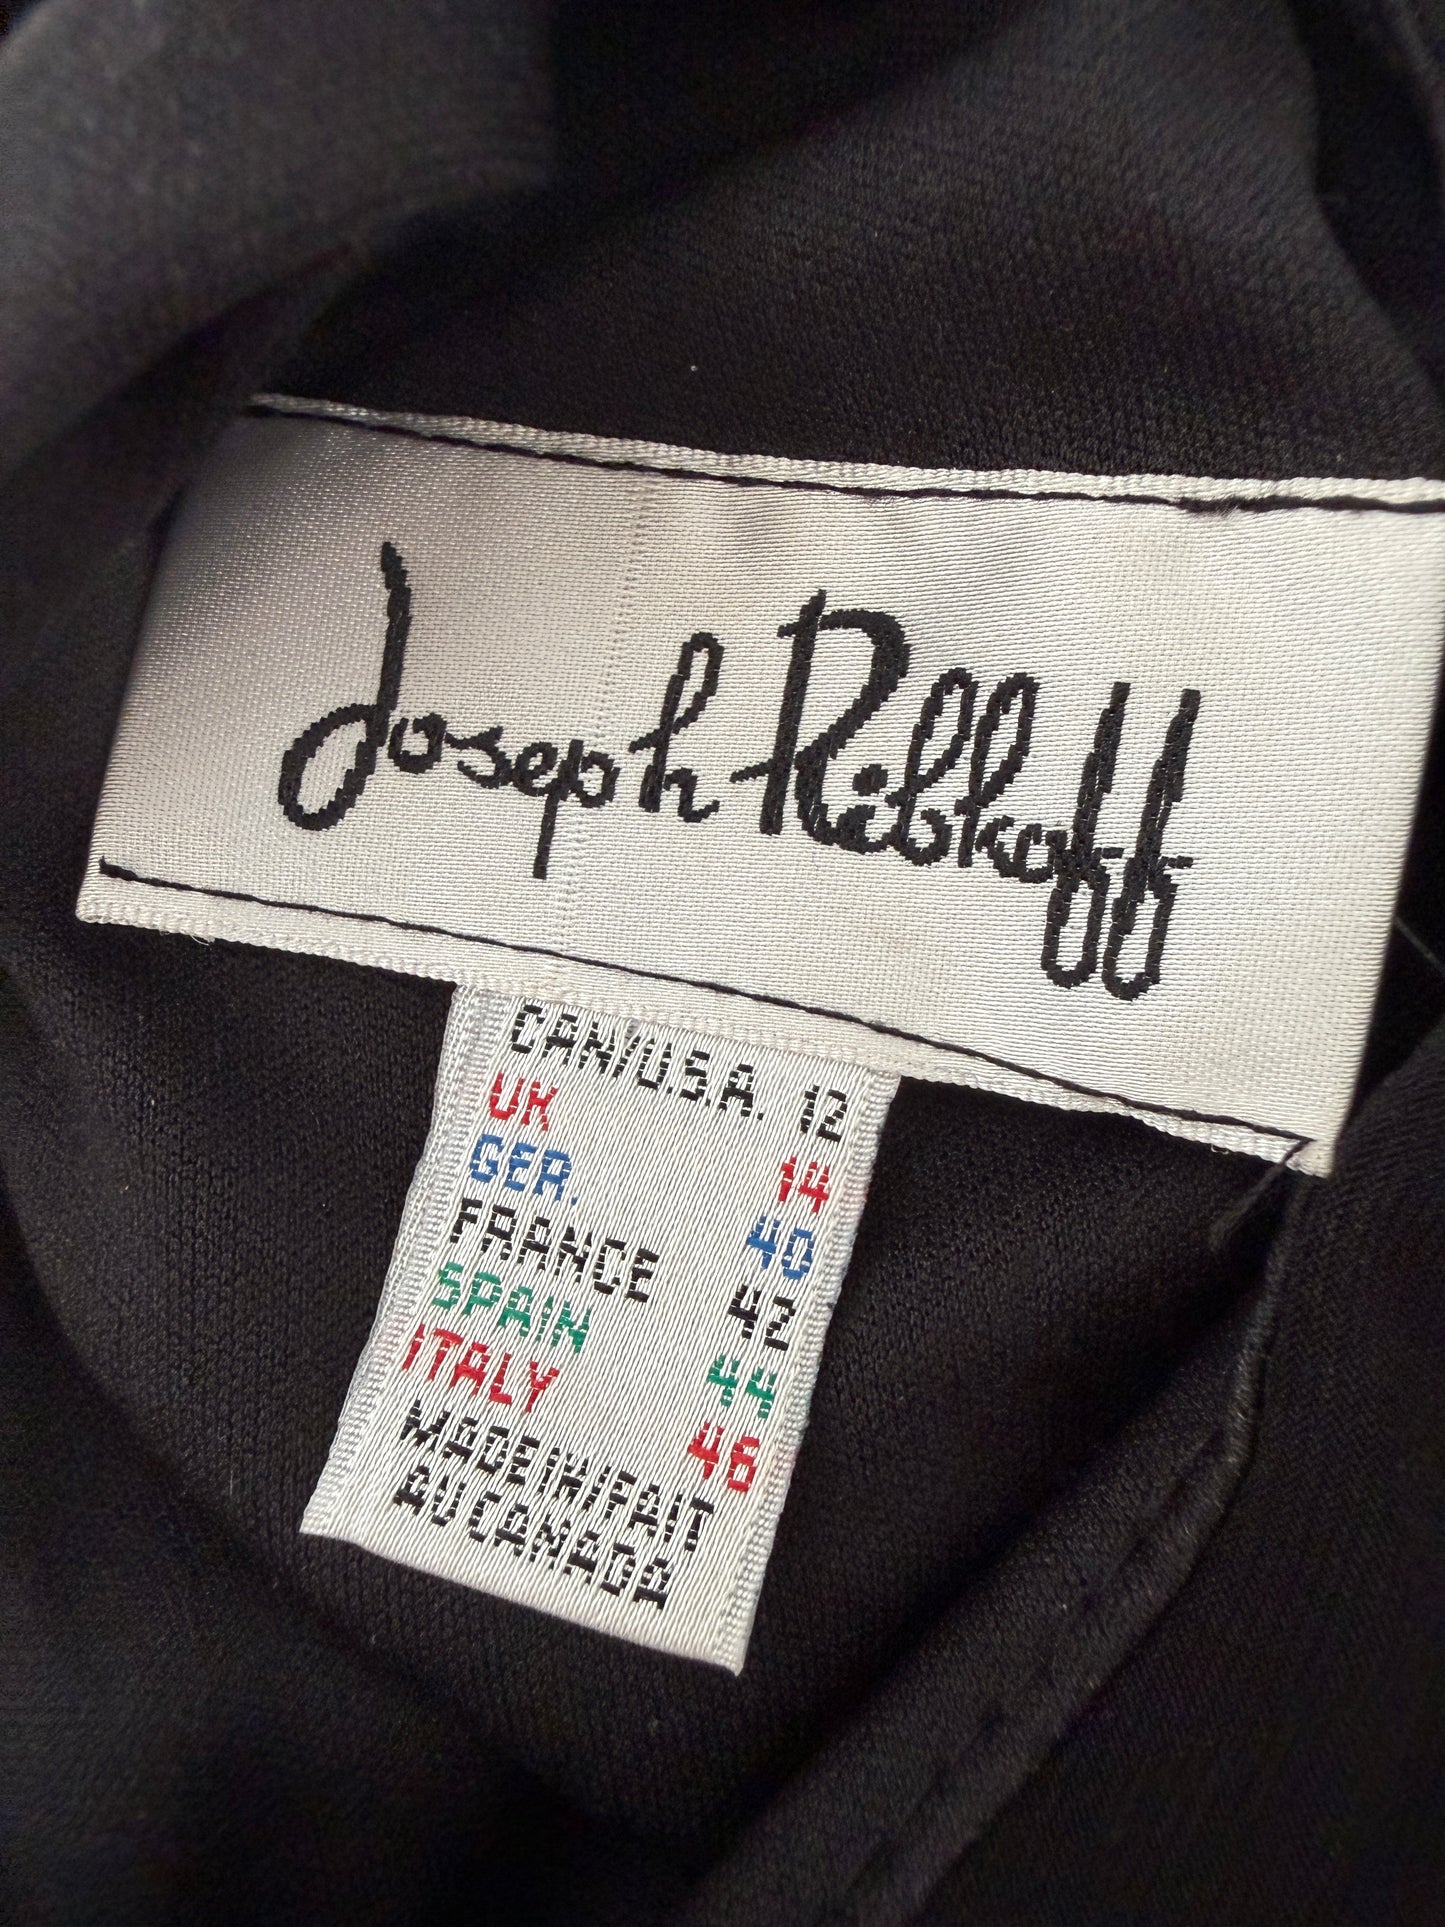 Joseph Ribkoff
CAN/U.S.A. 12
UK 14
GER. 40
FRANCE 42
SPAIN 44
ITALY 46
MADE IN/FAIT
AU CANADA